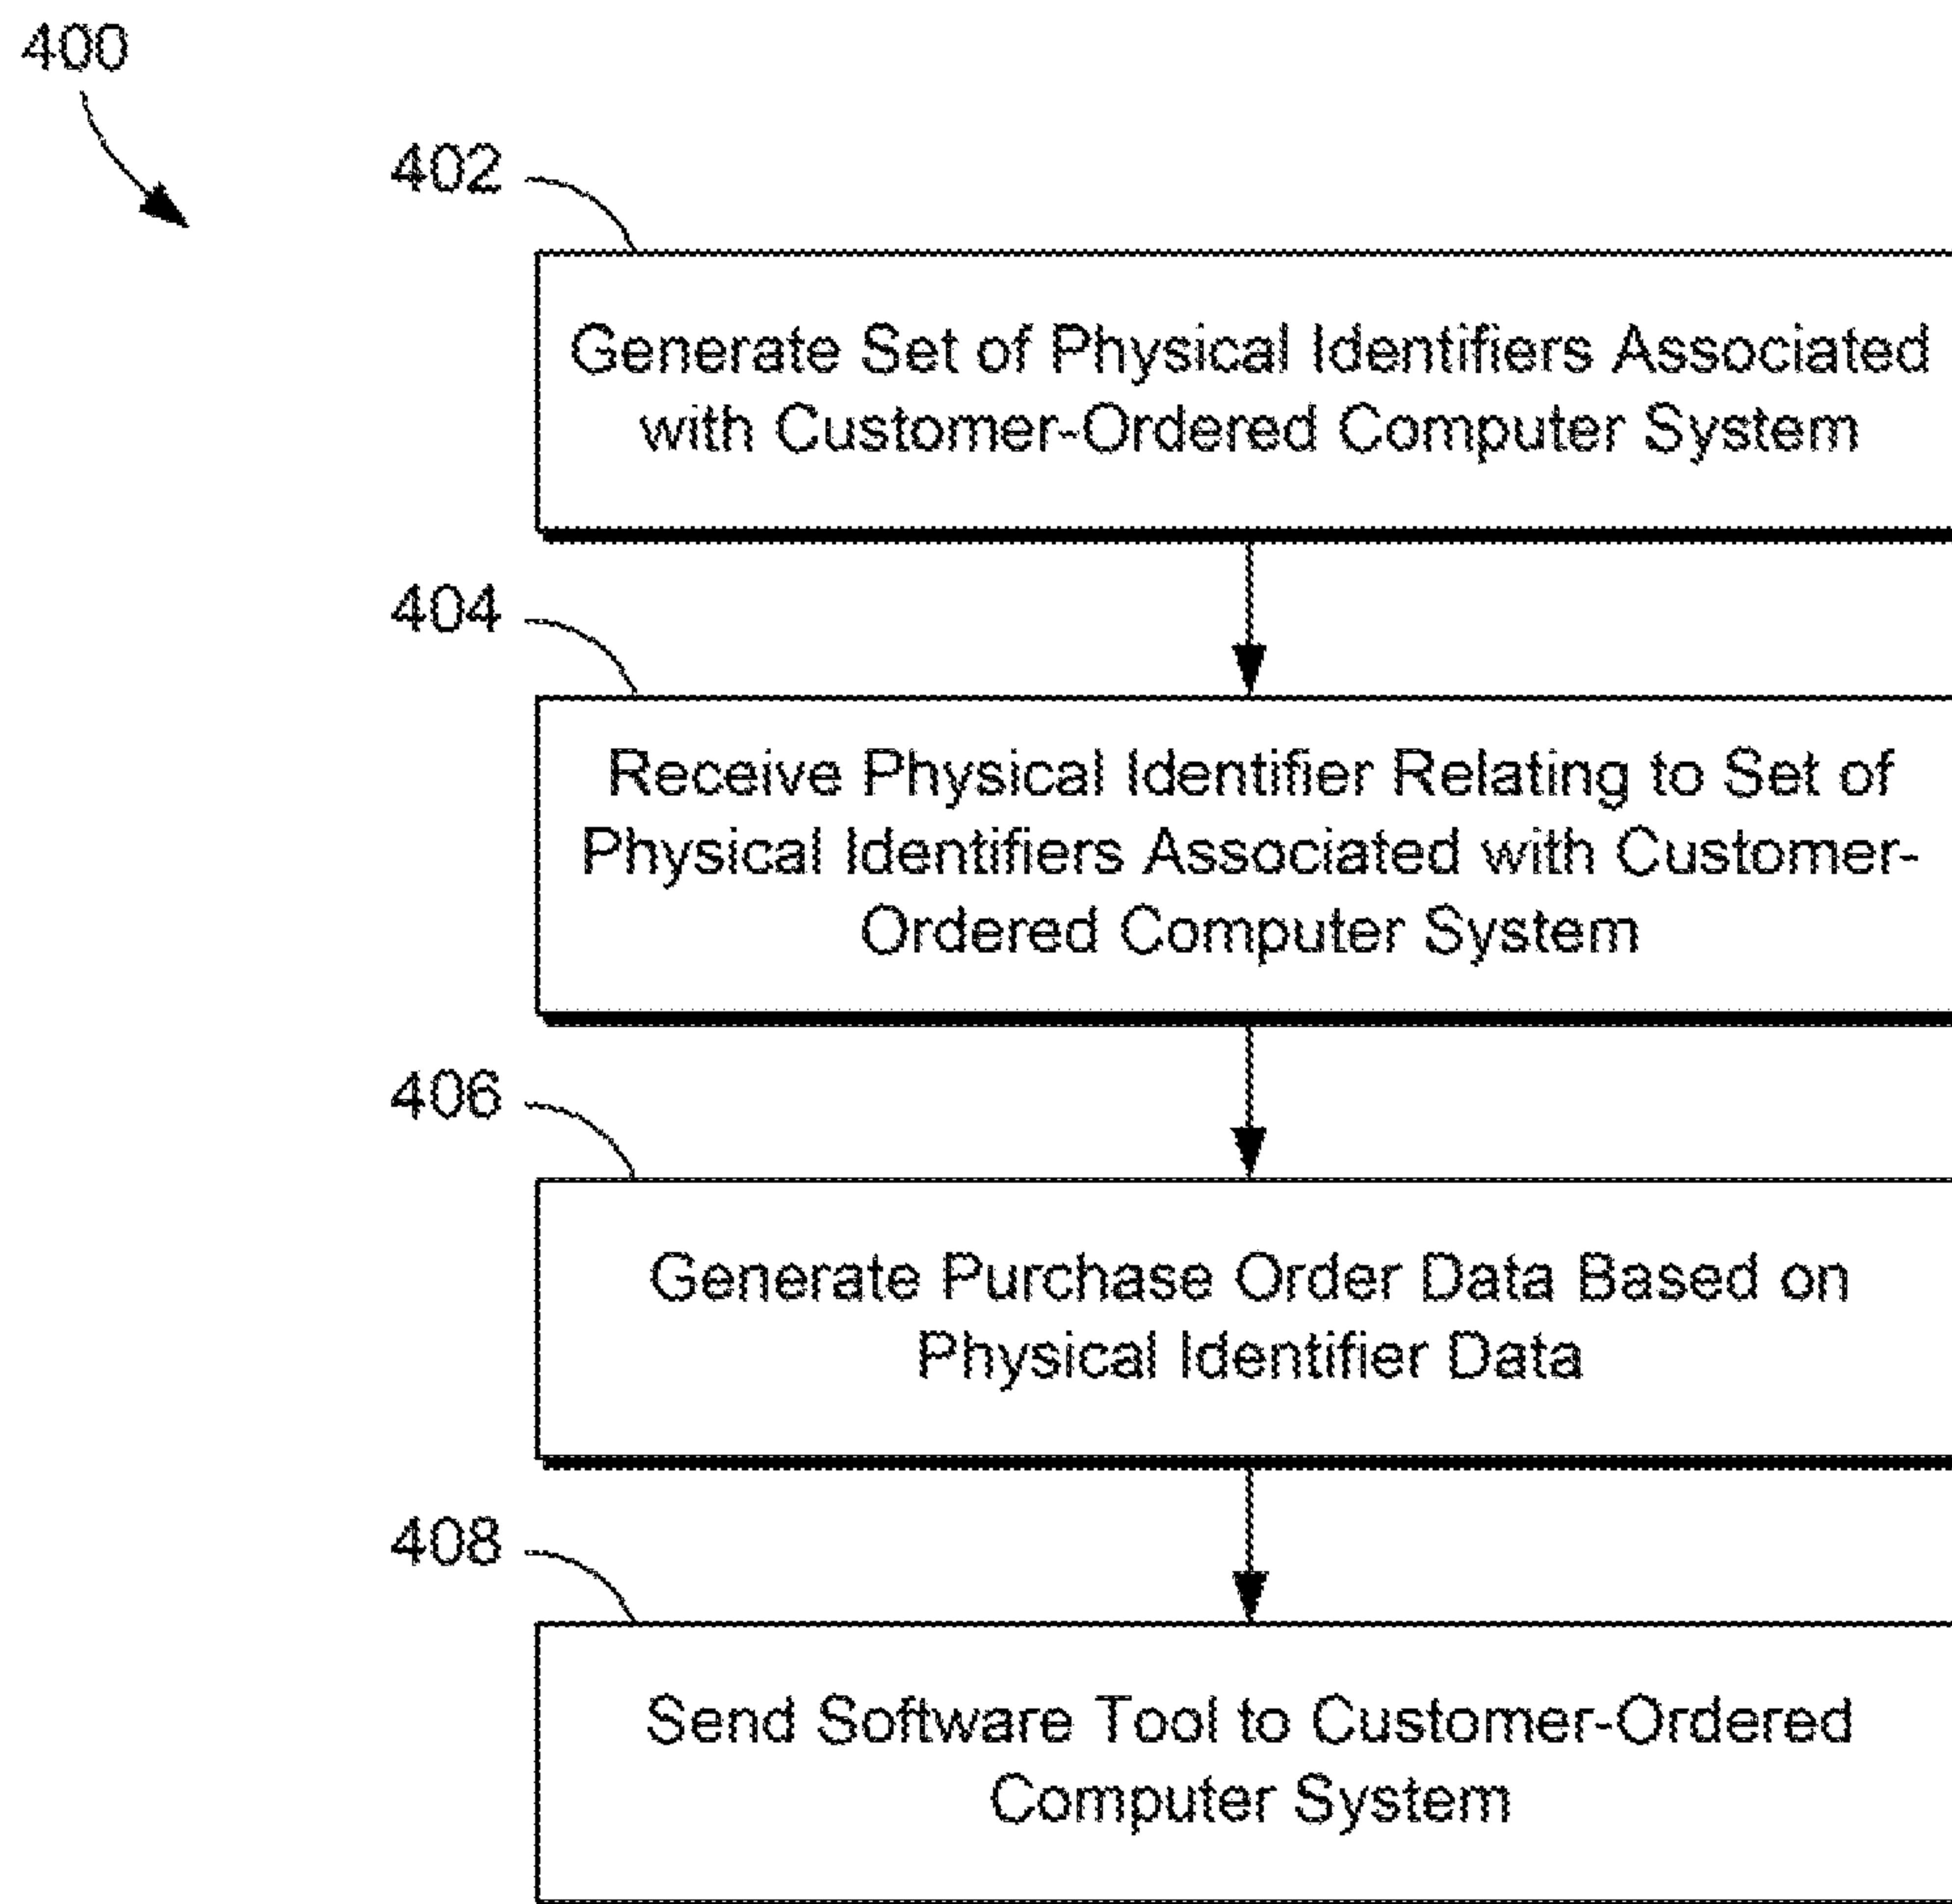 400
402
Generate Set of Physical Identifiers Associated
with Customer-Ordered Computer System
404
Receive Physical Identifier Relating to Set of
Physical Identifiers Associated with Customer-
Ordered Computer System
406
Generate Purchase Order Data Based on
Physical Identifier Data
408
Send Software Tool to Customer-Ordered
Computer System